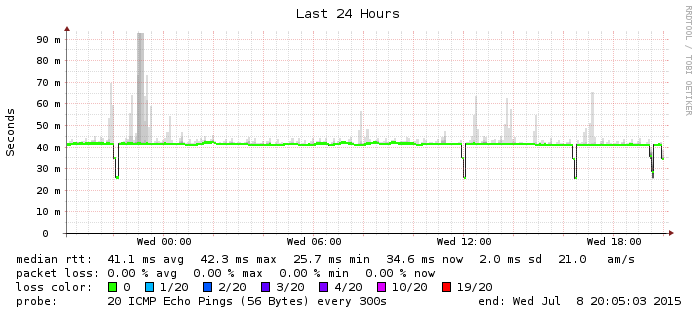 Last 24 Hours
RRDTOOL / TOBI OETIKER
Seconds
90 m
80 m
70 m
60 m
50 m
40 m
30 m
20 m
10 m
0
Wed 00:00 Wed 06:00 Wed 12:00 Wed 18:00
median rtt: 41.1 ms avg 42.3 ms max 25.7 ms min 34.6 ms now 2.0 ms sd 21.0 am/s
packet loss: 0.00 % avg 0.00 % max 0.00 % min 0.00 % now
loss color: 0 1/20 2/20 3/20 4/20 10/20 19/20
probe: 20 ICMP Echo Pings (56 Bytes) every 300s end: Wed Jul 8 20:05:03 2015